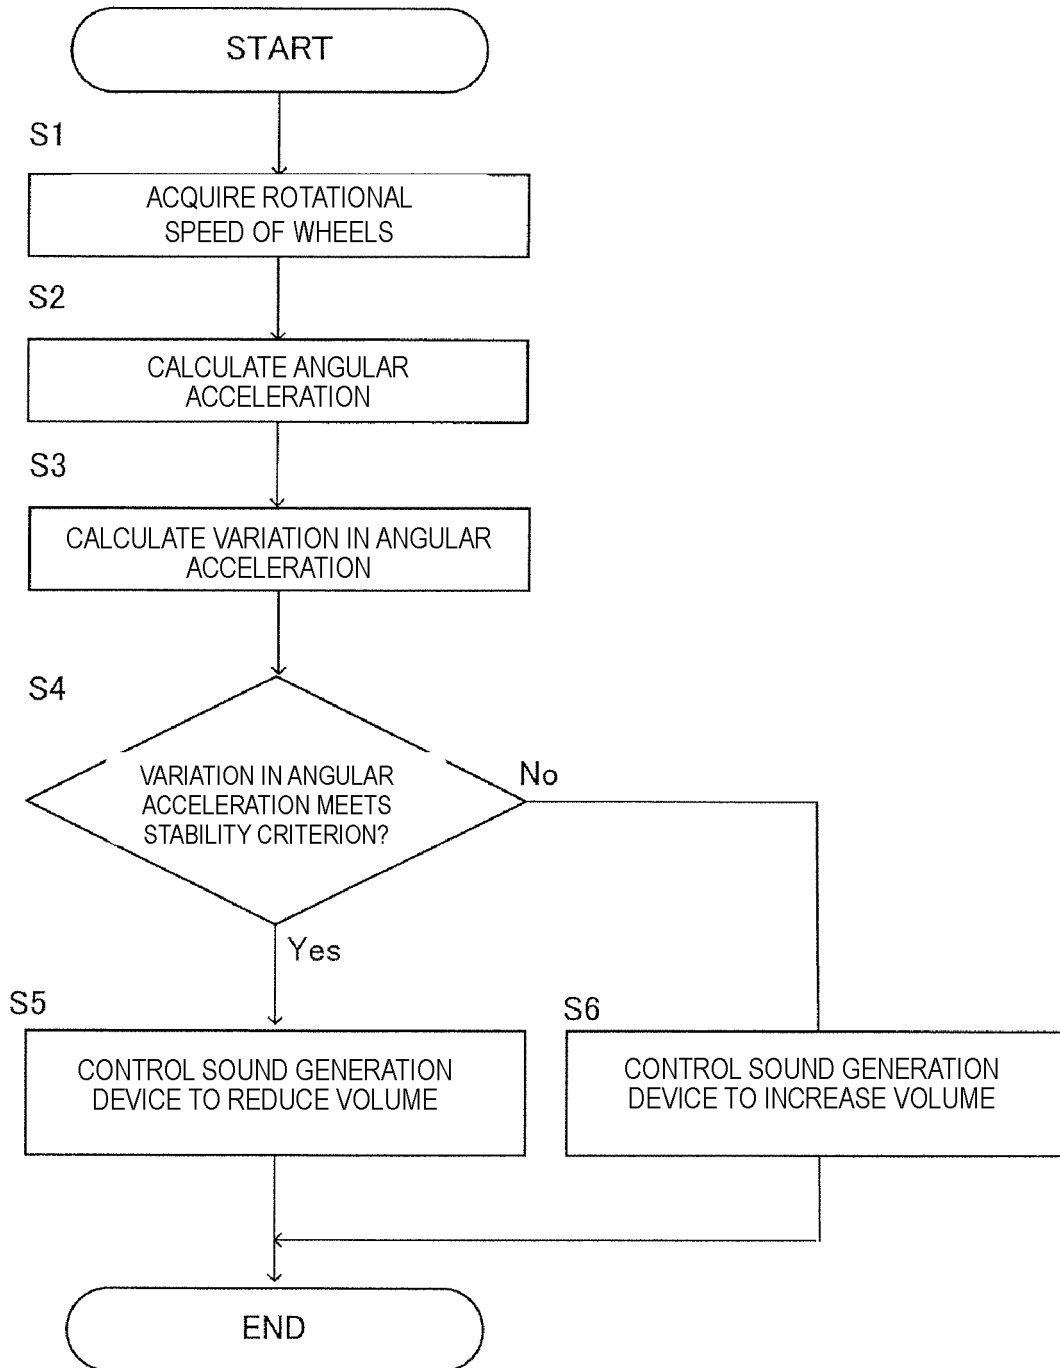 START
S1
ACQUIRE ROTATIONAL
SPEED OF WHEELS
S2
CALCULATE ANGULAR
ACCELERATION
S3
CALCULATE VARIATION IN ANGULAR
ACCELERATION
S4
VARIATION IN ANGULAR
ACCELERATION MEETS
STABILITY CRITERION?
No
Yes
S5
CONTROL SOUND GENERATION
DEVICE TO REDUCE VOLUME
S6
CONTROL SOUND GENERATION
DEVICE TO INCREASE VOLUME
END